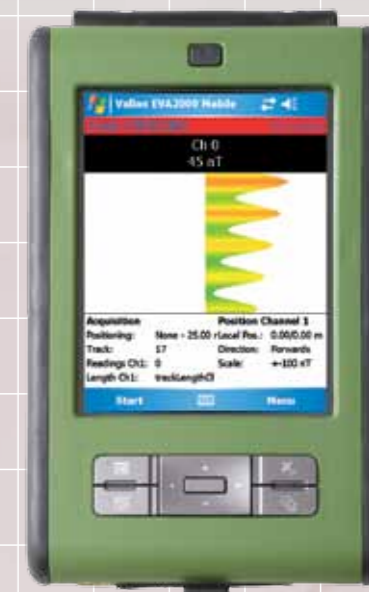 Vallon EVA2000 Mobile
Ch 0
45 nT
Acquisition Position Channel 1
Positioning: None - 25.00 r Local Pos.: 0.00/0.00 m
Track: 17 Direction: Forwards
Readings Ch1: 0 Scale: +-100 nT
Length Ch1: trackLengthCl
Start Menu